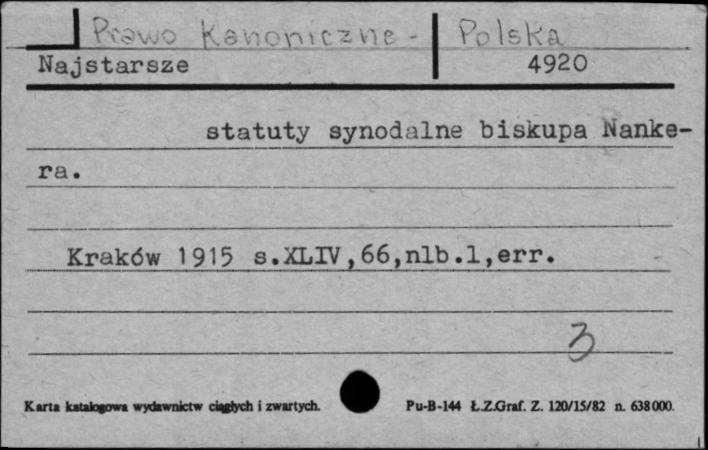 Prawo Kanoniczne - Polska
Najstarsze 4920
statuty synodalne biskupa Nanke-
ra.
Kraków 1915 s.XLIV,66,nlb.1,err.
3
Karta katalogowa wydawnictw ciągłych i zwartych. Pu-B-144 Ł.Z.Graf. Z. 120/15/82 n. 638000.